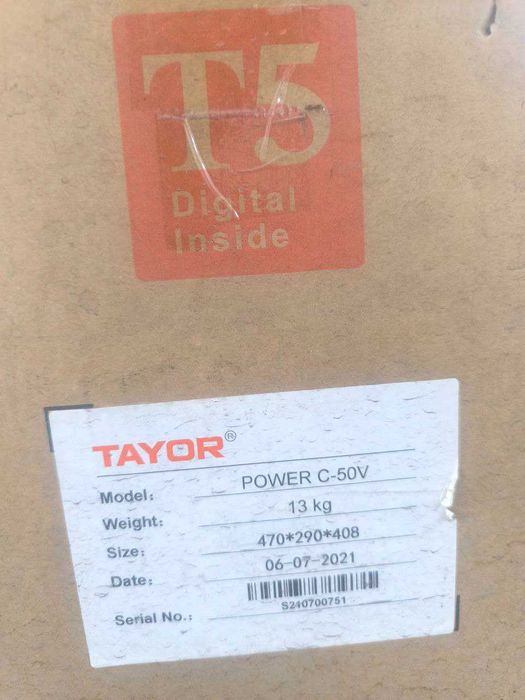 T5
Digital
Inside
TAYOR®
Model: POWER C-50V
Weight: 13 kg
Size: 470*290*408
Date: 06-07-2021
Serial No.: S210700751